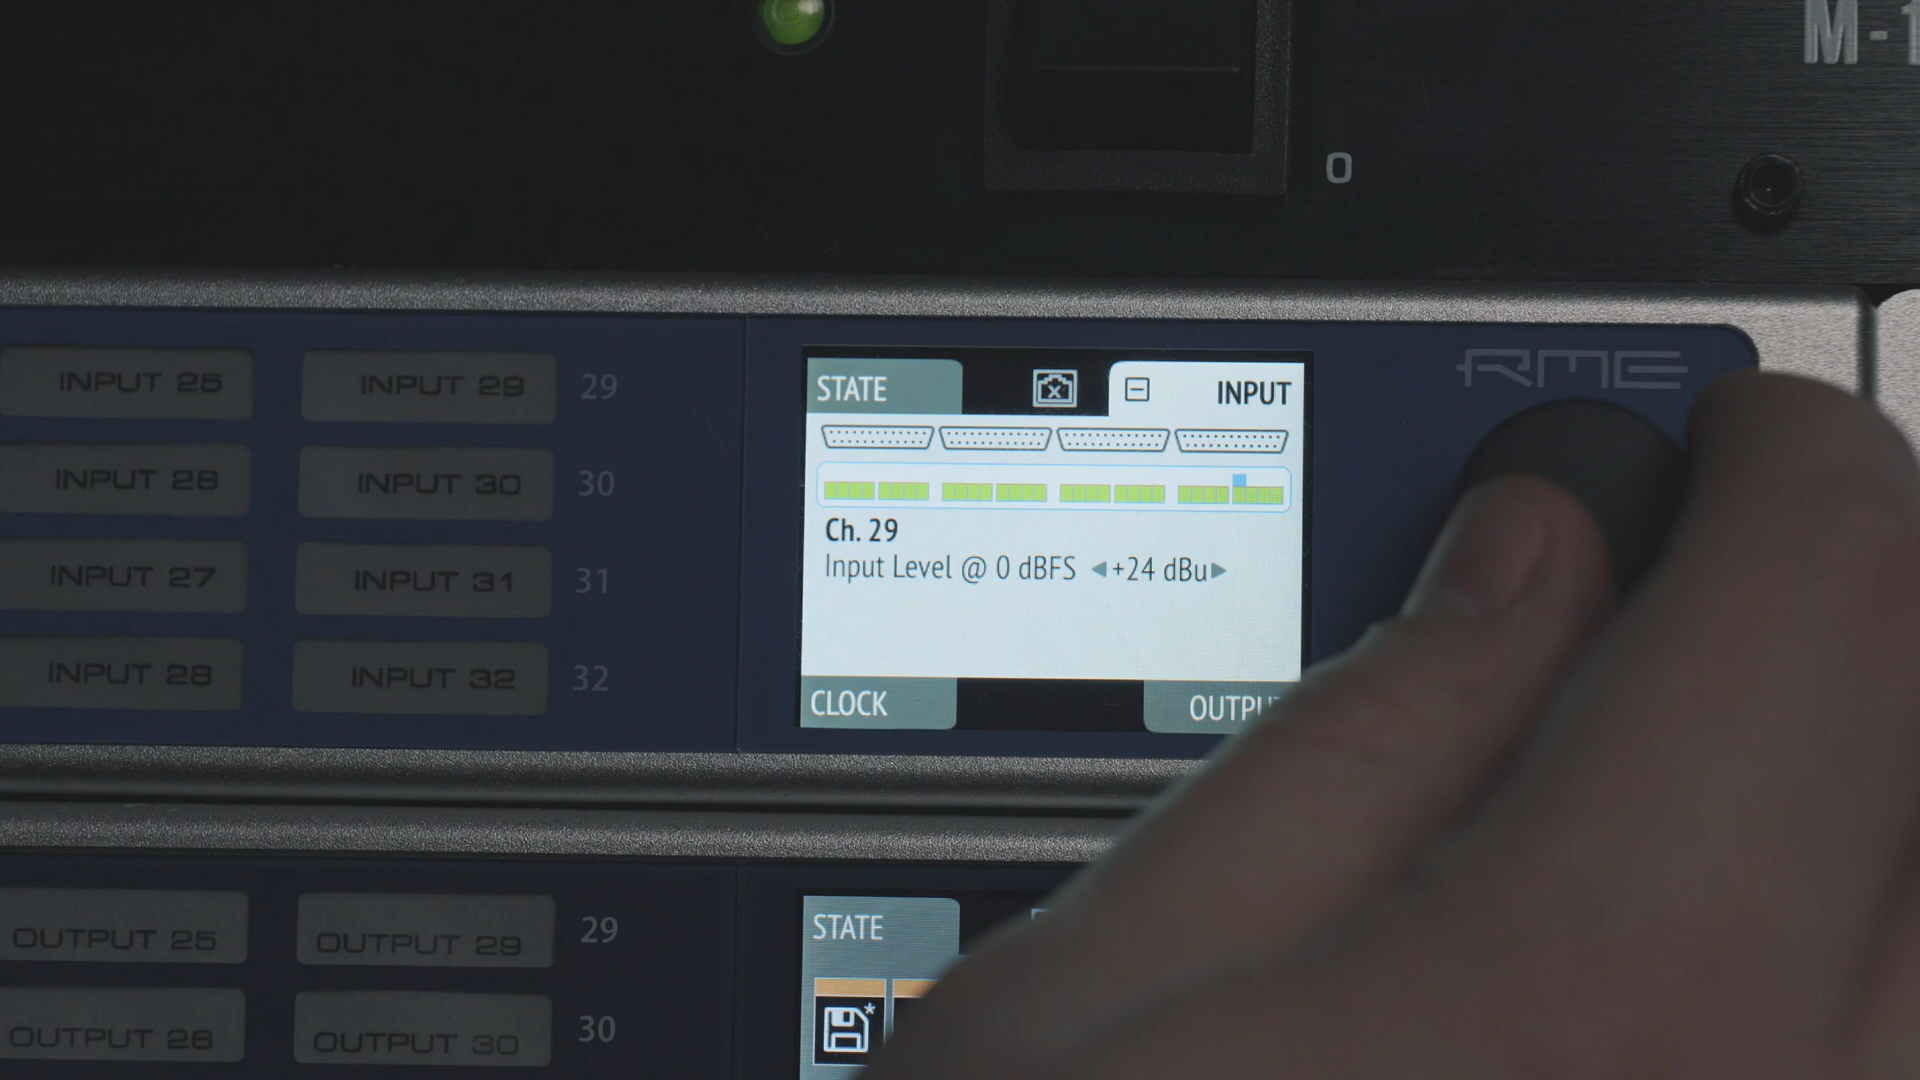 M-1
O
RME
INPUT 25
INPUT 29
29
INPUT 26
INPUT 30
30
INPUT 27
INPUT 31
31
INPUT 28
INPUT 32
32
STATE
INPUT
Ch. 29
Input Level @ 0 dBFS ◀+24 dBu▶
CLOCK
OUTPU
OUTPUT 25
OUTPUT 29
29
OUTPUT 26
OUTPUT 30
30
STATE
*